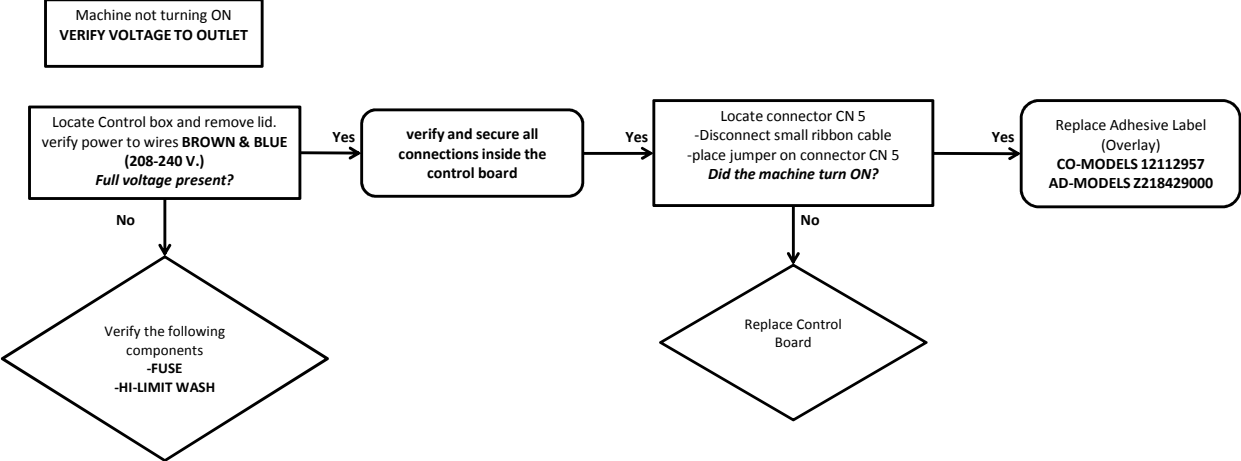 Machine not turning ON
VERIFY VOLTAGE TO OUTLET
Locate Control box and remove lid.
verify power to wires BROWN & BLUE
(208-240 V.)
Full voltage present?
Yes
verify and secure all
connections inside the
control board
Yes
Locate connector CN 5
-Disconnect small ribbon cable
-place jumper on connector CN 5
Did the machine turn ON?
Yes
Replace Adhesive Label
(Overlay)
CO-MODELS 12112957
AD-MODELS Z218429000
No
No
Verify the following
components
-FUSE
-HI-LIMIT WASH
Replace Control
Board